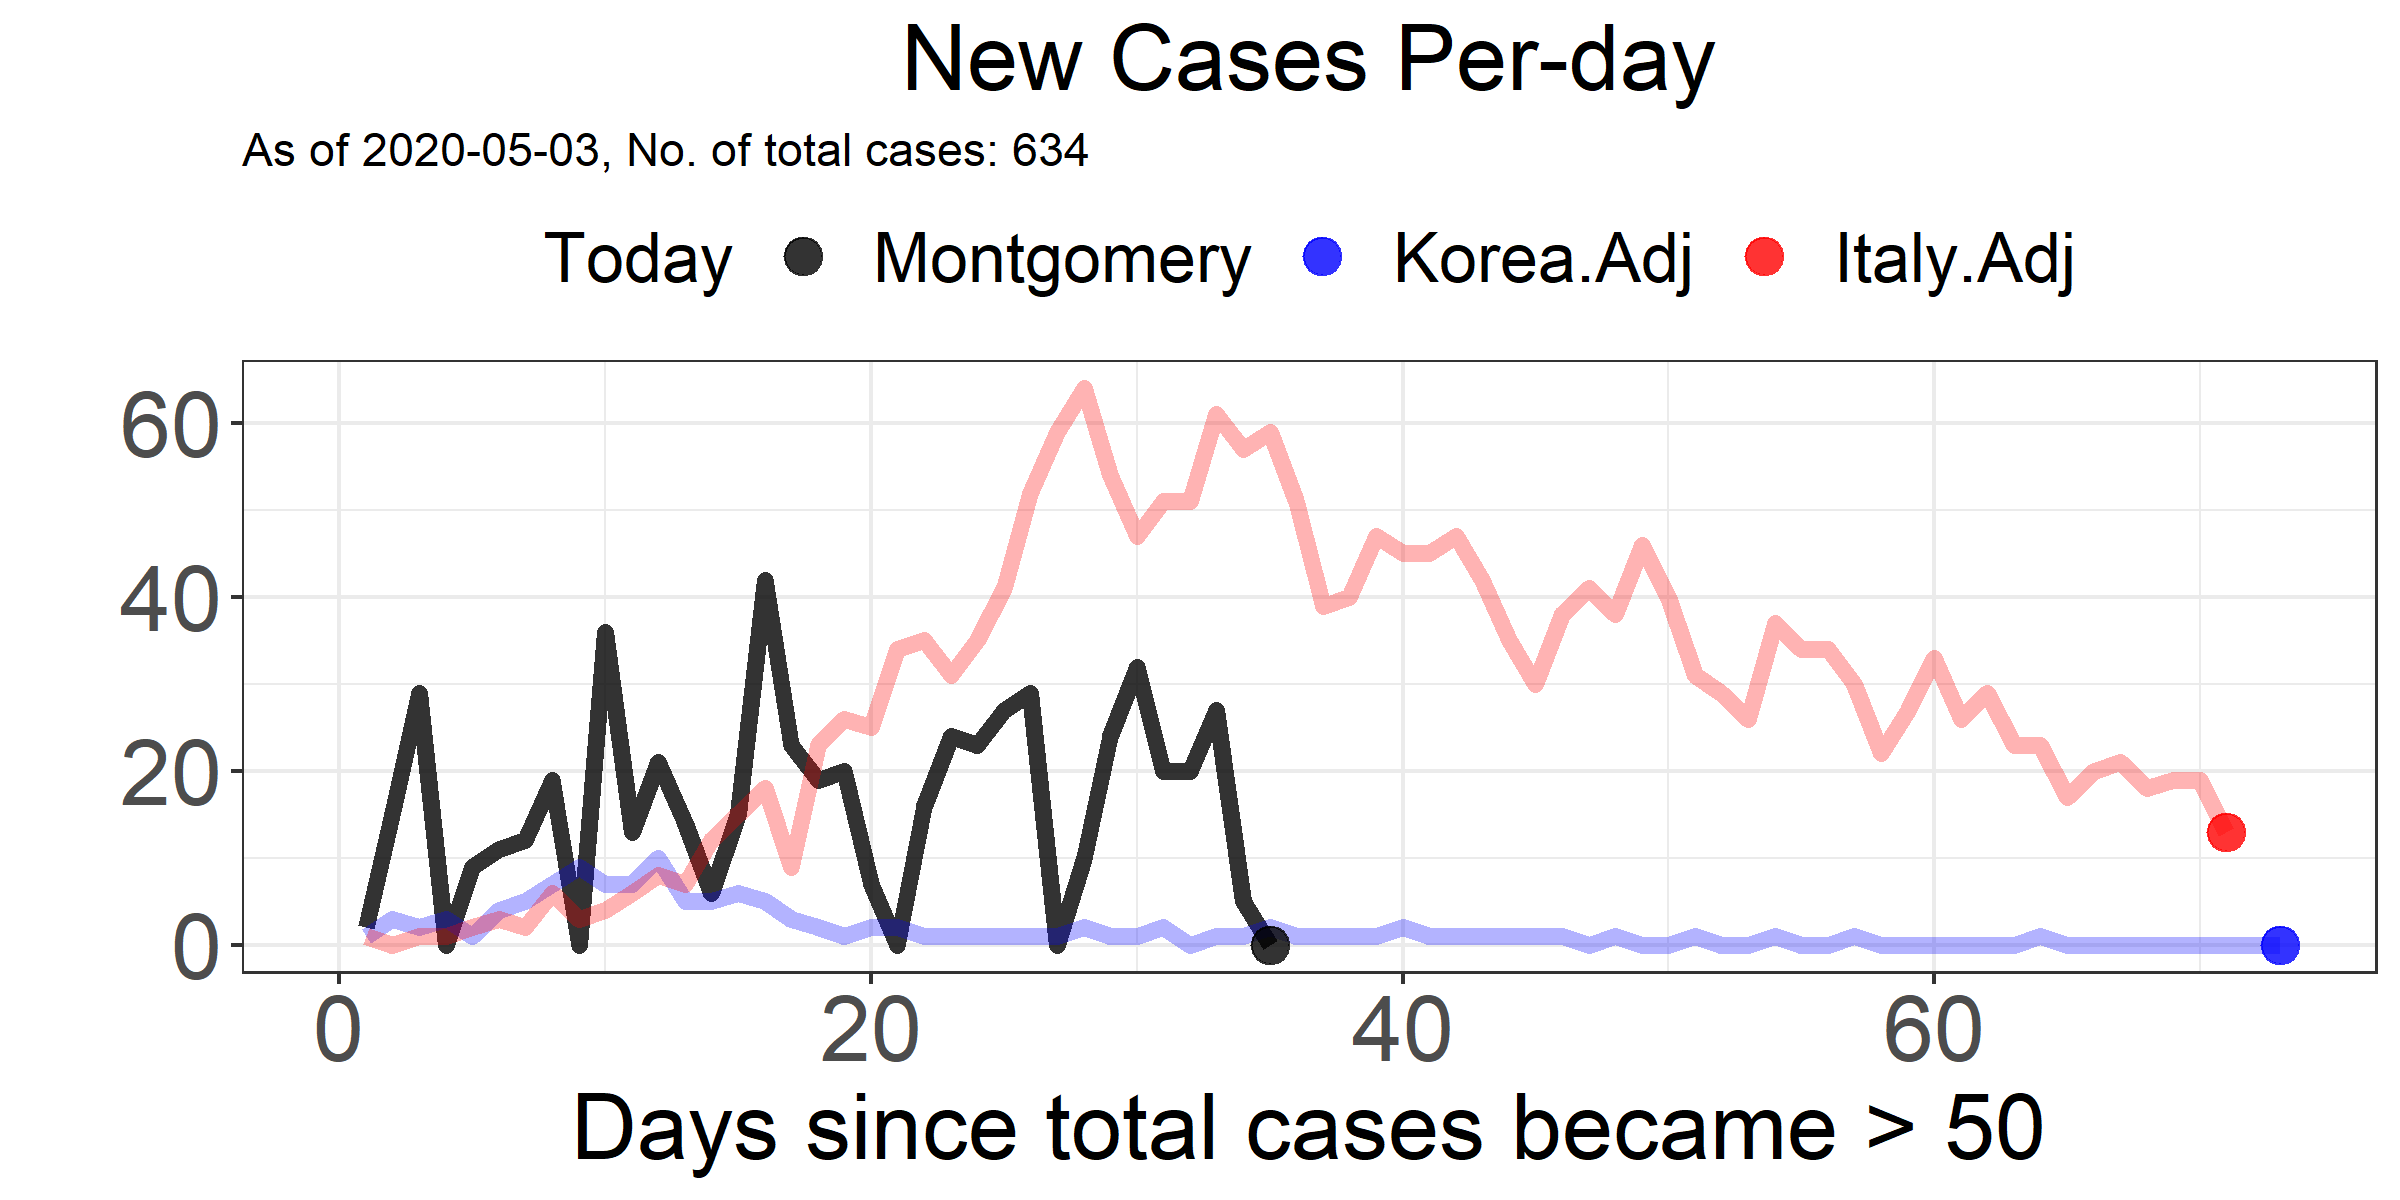 New Cases Per-day
As of 2020-05-03, No. of total cases: 634
Today Montgomery Korea.Adj Italy.Adj
60
40
20
0
0 20 40 60
Days since total cases became > 50